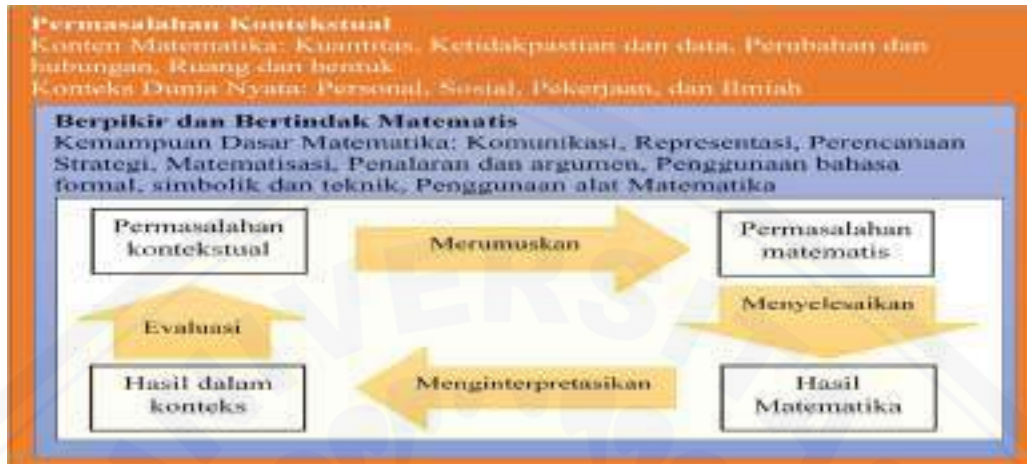 Permasalahan Kontekstual
Konten Matematika: Kuantitas, Ketidakpastian dan data, Perubahan dan
hubungan, Ruang dan bentuk
Konteks Dunia Nyata: Personal, Sosial, Pekerjaan, dan Ilmiah
Berpikir dan Bertindak Matematis
Kemampuan Dasar Matematika: Komunikasi, Representasi, Perencanaan
Strategi, Matematisasi, Penalaran dan argumen, Penggunaan bahasa
formal, simbolik dan teknik, Penggunaan alat Matematika
Permasalahan
kontekstual
Merumuskan
Permasalahan
matematis
Menyelesaikan
Evaluasi
Hasil dalam
konteks
Menginterpretasikan
Hasil
Matematika